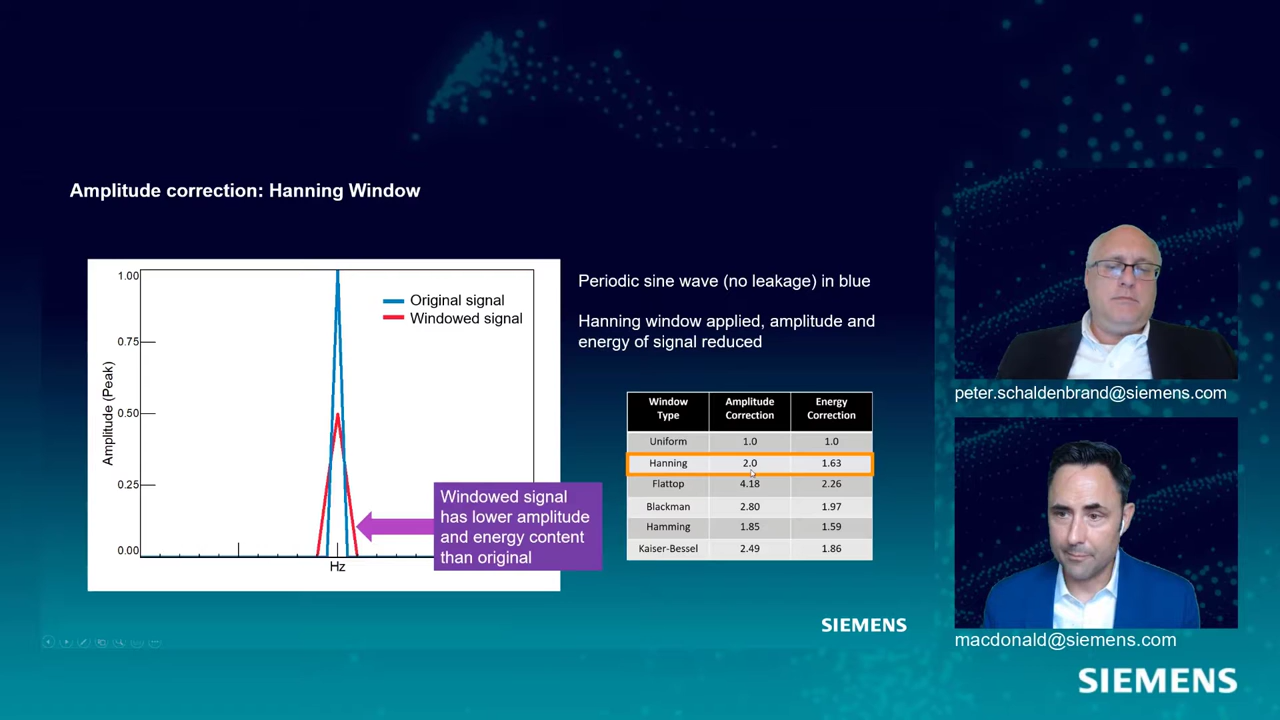 Amplitude correction: Hanning Window
1.00
0.75
0.50
0.25
0.00
Amplitude (Peak)
Hz
Original signal
Windowed signal
Windowed signal
has lower amplitude
and energy content
than original
Periodic sine wave (no leakage) in blue
Hanning window applied, amplitude and
energy of signal reduced
Window Type Amplitude Correction Energy Correction
Uniform 1.0 1.0
Hanning 2.0 1.63
Flattop 4.18 2.26
Blackman 2.80 1.97
Hamming 1.85 1.59
Kaiser-Bessel 2.49 1.86
SIEMENS
peter.schaldenbrand@siemens.com
macdonald@siemens.com
SIEMENS